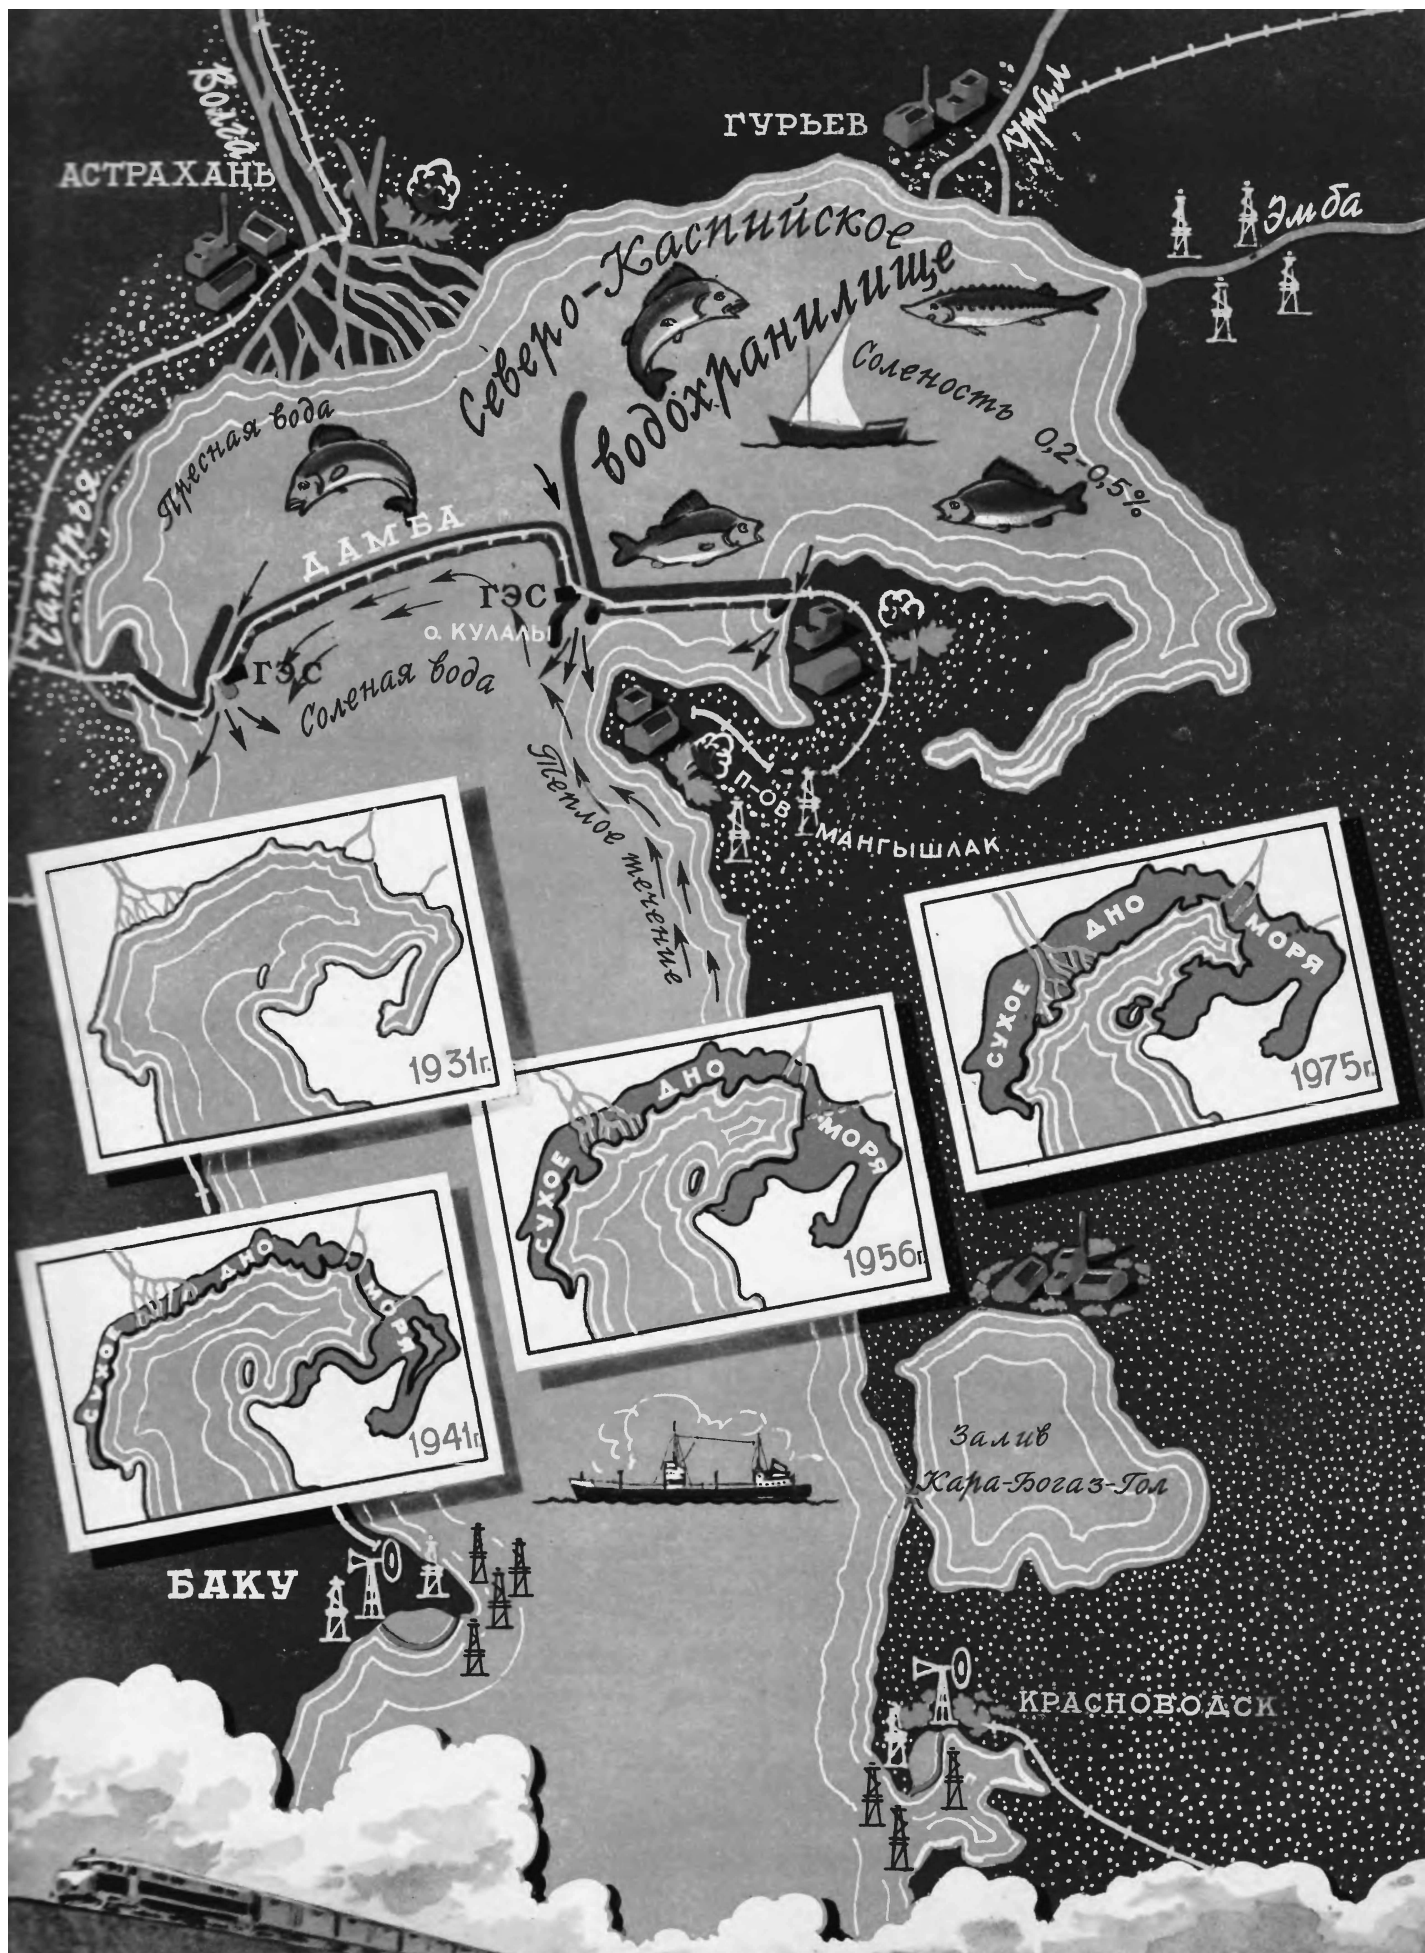 Волга
ГУРЬЕВ
Урал
АСТРАХАНЬ
Эмба
Северо-Каспийское
водохранилище
Соленость 0,2-0,5%
Пресная вода
ДАМБА
Чапурья
ГЭС
о. КУЛАЛЫ
ГЭС
Соленая вода
Теплое течение
П-ОВ
МАНГЫШЛАК
1931г.
СУХОЕ ДНО МОРЯ
1975г.
СУХОЕ ДНО МОРЯ
1956г.
СУХОЕ ДНО МОРЯ
1941г.
Залив
Кара-Богаз-Гол
БАКУ
КРАСНОВОДСК